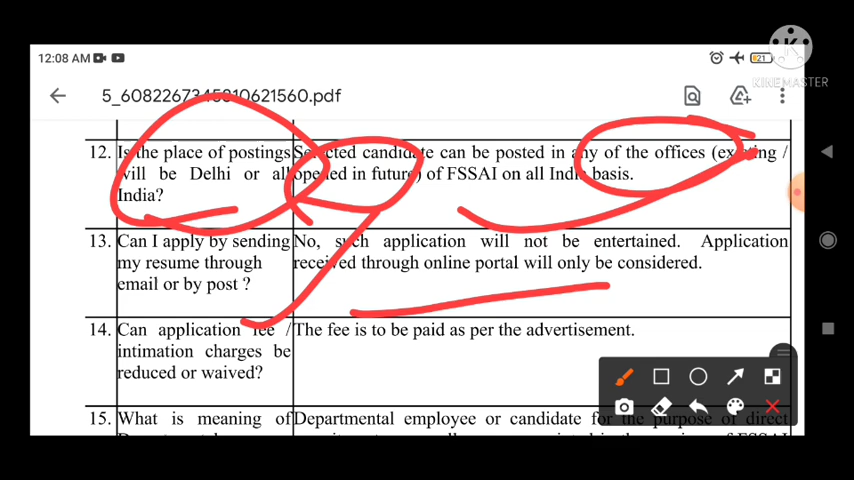 12:08 AM
21
K
KINEMASTER
5_6082267345810621560.pdf
12. Is the place of postings Selected candidate can be posted in any of the offices (existing /
will be Delhi or all opened in future) of FSSAI on all India basis.
India?
13. Can I apply by sending No, such application will not be entertained. Application
my resume through received through online portal will only be considered.
email or by post ?
14. Can application fee / The fee is to be paid as per the advertisement.
intimation charges be
reduced or waived?
15. What is meaning of Departmental employee or candidate for the purpose of direct